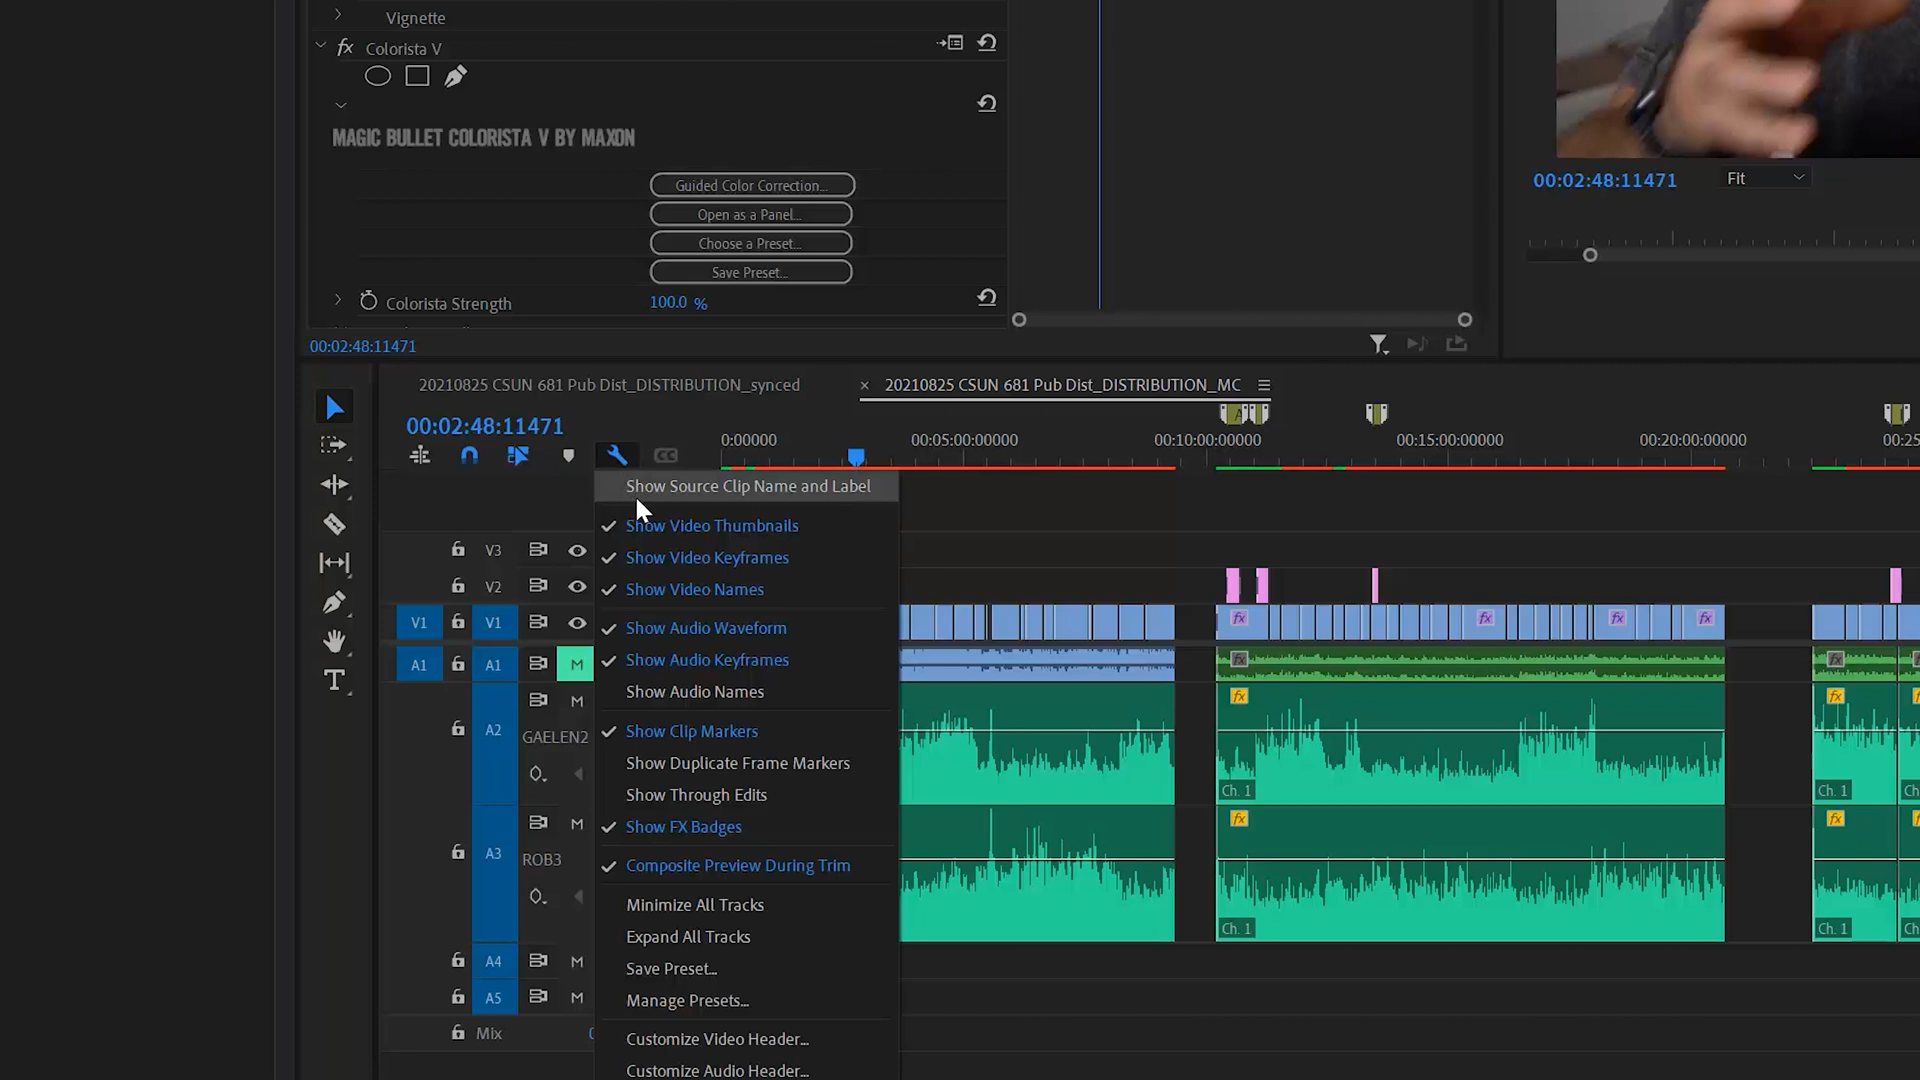 Vignette
fx Colorista V
MAGIC BULLET COLORISTA V BY MAXON
Guided Color Correction...
Open as a Panel...
Choose a Preset...
Save Preset...
Colorista Strength 100.0 %
00:02:48:11471
00:02:48:11471 Fit
20210825 CSUN 681 Pub Dist_DISTRIBUTION_synced × 20210825 CSUN 681 Pub Dist_DISTRIBUTION_MC
00:02:48:11471
0:00000 00:05:00:00000 00:10:00:00000 00:15:00:00000 00:20:00:00000 00:25
CC
Show Source Clip Name and Label
Show Video Thumbnails
Show Video Keyframes
Show Video Names
Show Audio Waveform
Show Audio Keyframes
Show Audio Names
Show Clip Markers
Show Duplicate Frame Markers
Show Through Edits
Show FX Badges
Composite Preview During Trim
Minimize All Tracks
Expand All Tracks
Save Preset...
Manage Presets...
Customize Video Header...
Customize Audio Header...
V3
V2
V1 V1 fx fx fx fx
A1 A1 M fx fx
A2 M GAELEN2 fx fx
Ch. 1 Ch. 1 Ch
A3 M ROB3 fx fx
Ch. 1 Ch. 1 Ch
A4 M
A5 M
Mix